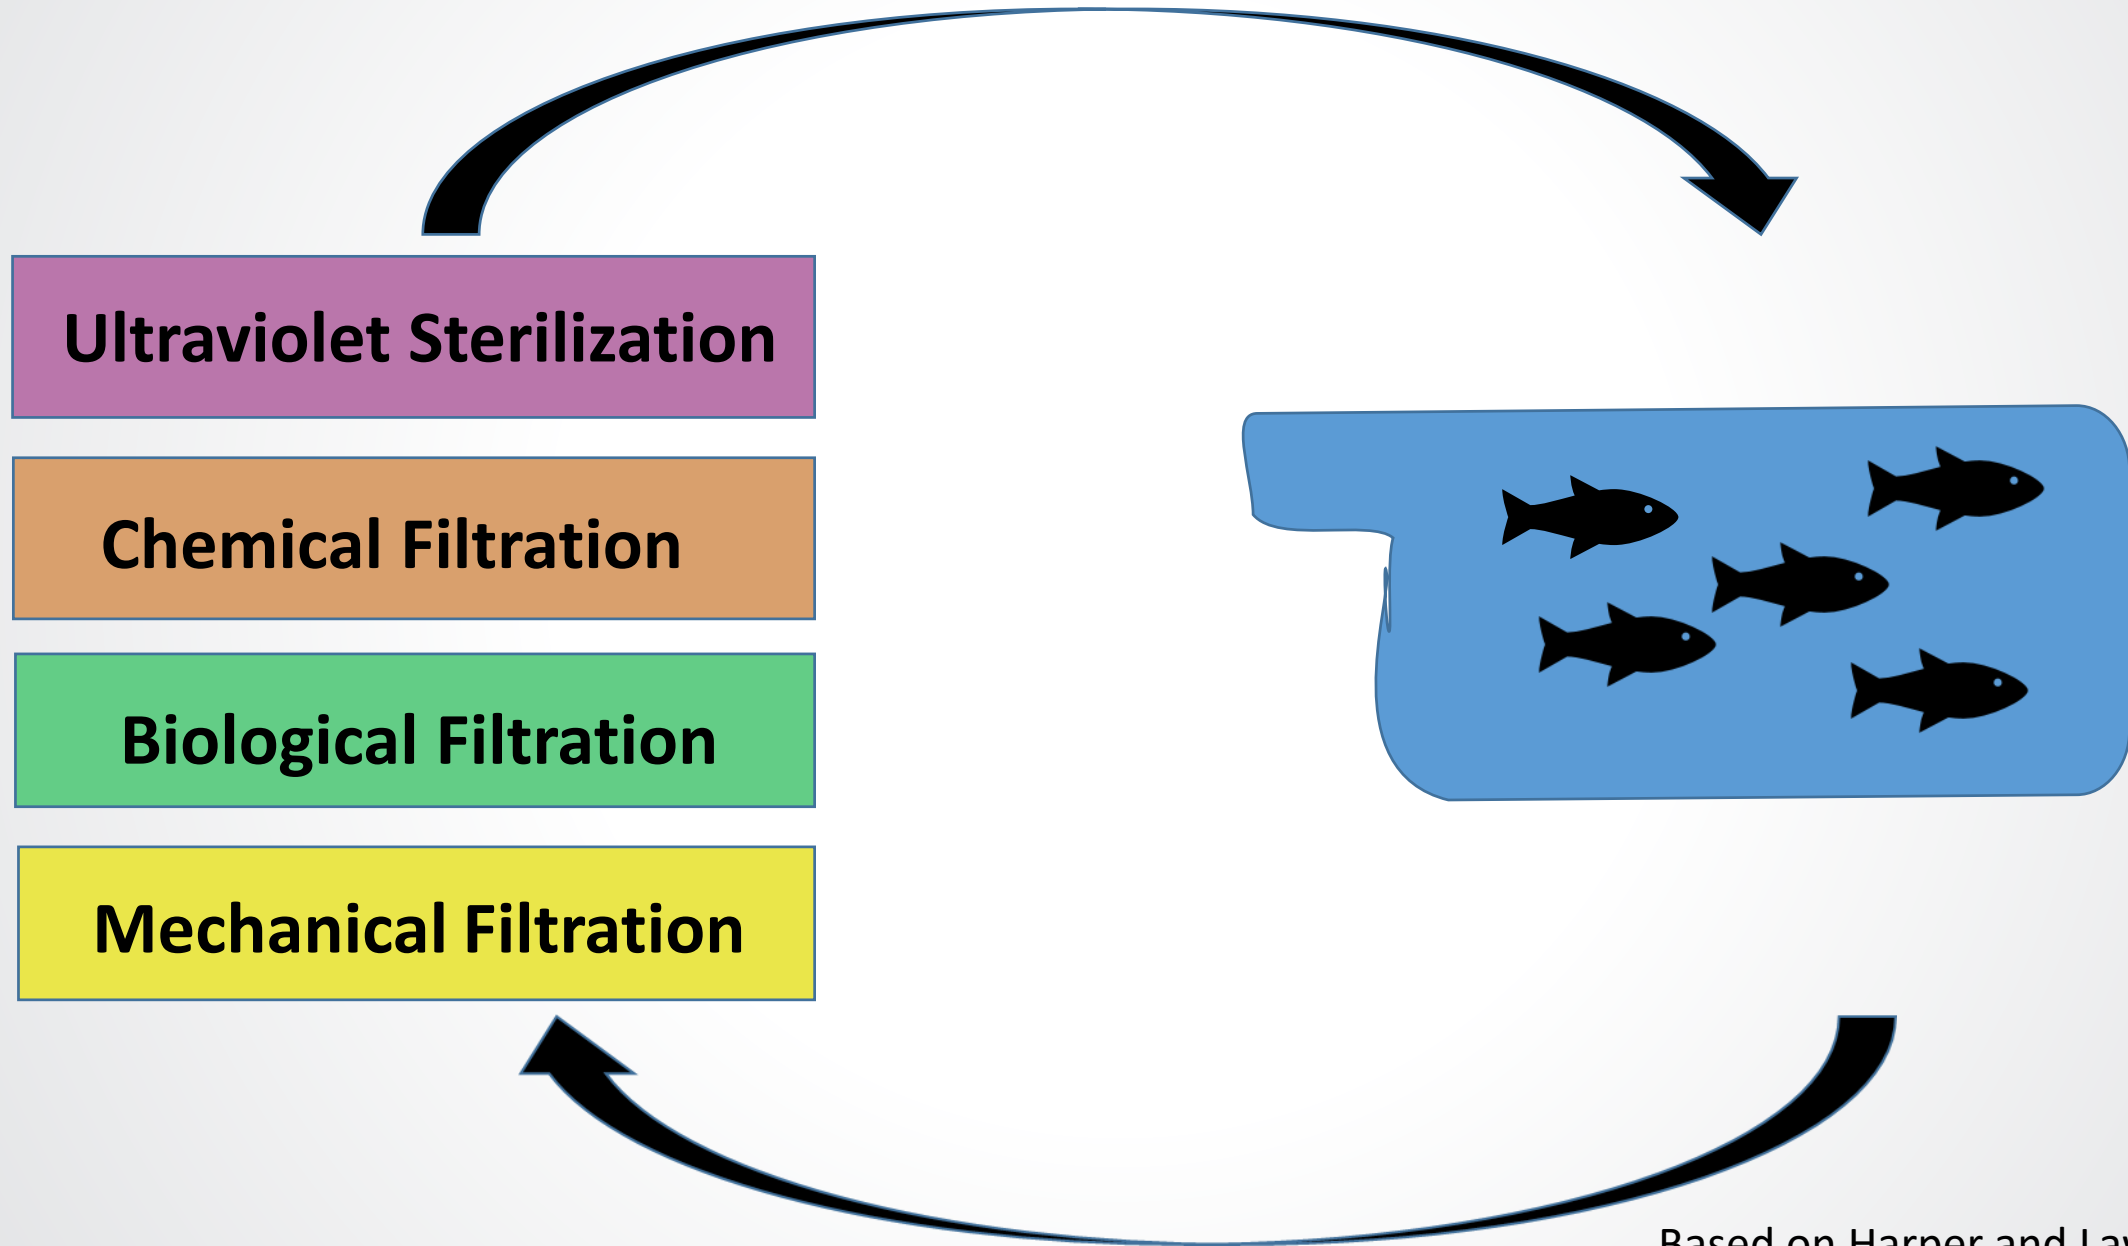 Ultraviolet Sterilization
Chemical Filtration
Biological Filtration
Mechanical Filtration
Based on Harper and